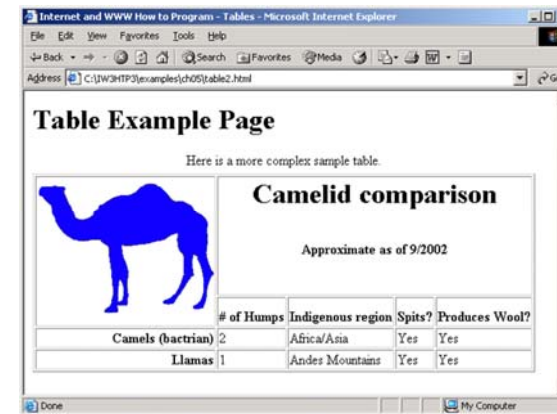 Internet and WWW How to Program - Tables - Microsoft Internet Explorer
File Edit View Favorites Tools Help
Back Search Favorites Media
Address C:\IW3HTP3\examples\ch05\table2.html
Table Example Page
Here is a more complex sample table.
Camelid comparison
Approximate as of 9/2002
# of Humps Indigenous region Spits? Produces Wool?
Camels (bactrian) 2 Africa/Asia Yes Yes
Llamas 1 Andes Mountains Yes Yes
Done My Computer